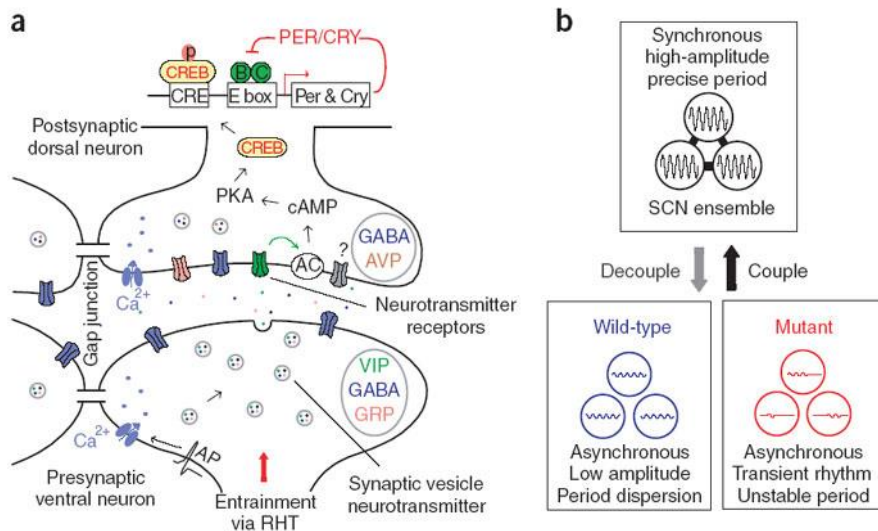 a
PER/CRY
p
CREB
B C
CRE
E box
Per & Cry
Postsynaptic
dorsal neuron
CREB
PKA
cAMP
GABA
AVP
AC
?
Ca2+
Gap junction
Neurotmitter
receptors
VIP
GABA
GRP
Ca2+
AP
Presynaptic
ventral neuron
Entrainment
via RHT
Synaptic vesicle
neurotransmitter
b
Synchronous
high-amplitude
precise period
SCN ensemble
Decouple
Couple
Wild-type
Asynchronous
Low amplitude
Period dispersion
Mutant
Asynchronous
Transient rhythm
Unstable period